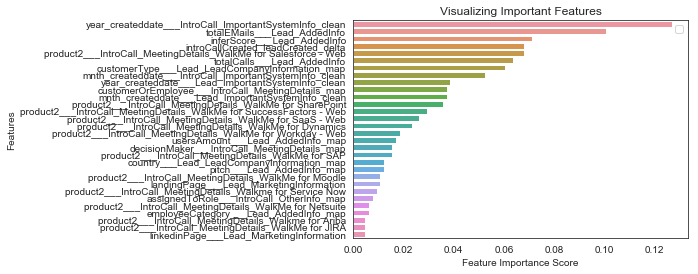 Visualizing Important Features
year_createddate___IntroCall_ImportantSystemInfo_clean
totalEMails___Lead_AddedInfo
inferScore___Lead_AddedInfo
introCallCreated_leadCreated_delta
product2___IntroCall_MeetingDetails_WalkMe for Salesforce - Web
totalCalls___Lead_AddedInfo
customerType___Lead_LeadCompanyInformation_map
mnth_createddate___IntroCall_ImportantSystemInfo_clean
year_createddate___Lead_ImportantSystemInfo_clean
customerOrEmployee___IntroCall_MeetingDetails_map
mnth_createddate___Lead_ImportantSystemInfo_clean
product2___IntroCall_MeetingDetails_WalkMe for SharePoint
product2___IntroCall_MeetingDetails_WalkMe for SuccessFactors - Web
product2___IntroCall_MeetingDetails_WalkMe for SaaS - Web
product2___IntroCall_MeetingDetails_WalkMe for Dynamics
product2___IntroCall_MeetingDetails_WalkMe for Workday - Web
usersAmount___Lead_AddedInfo_map
decisionMaker___IntroCall_MeetingDetails_map
product2___IntroCall_MeetingDetails_WalkMe for SAP
country___Lead_LeadCompanyInformation_map
pitch___Lead_AddedInfo_map
product2___IntroCall_MeetingDetails_WalkMe for Moodle
landingPage___Lead_MarketingInformation
product2___IntroCall_MeetingDetails_Walkme for Service Now
assignedToRole___IntroCall_OtherInfo_map
product2___IntroCall_MeetingDetails_WalkMe for Netsuite
employeeCategory___Lead_AddedInfo_map
product2___IntroCall_MeetingDetails_Walkme for Ariba
product2___IntroCall_MeetingDetails_WalkMe for JIRA
linkedinPage___Lead_MarketingInformation
Features
0.00 0.02 0.04 0.06 0.08 0.10 0.12
Feature Importance Score